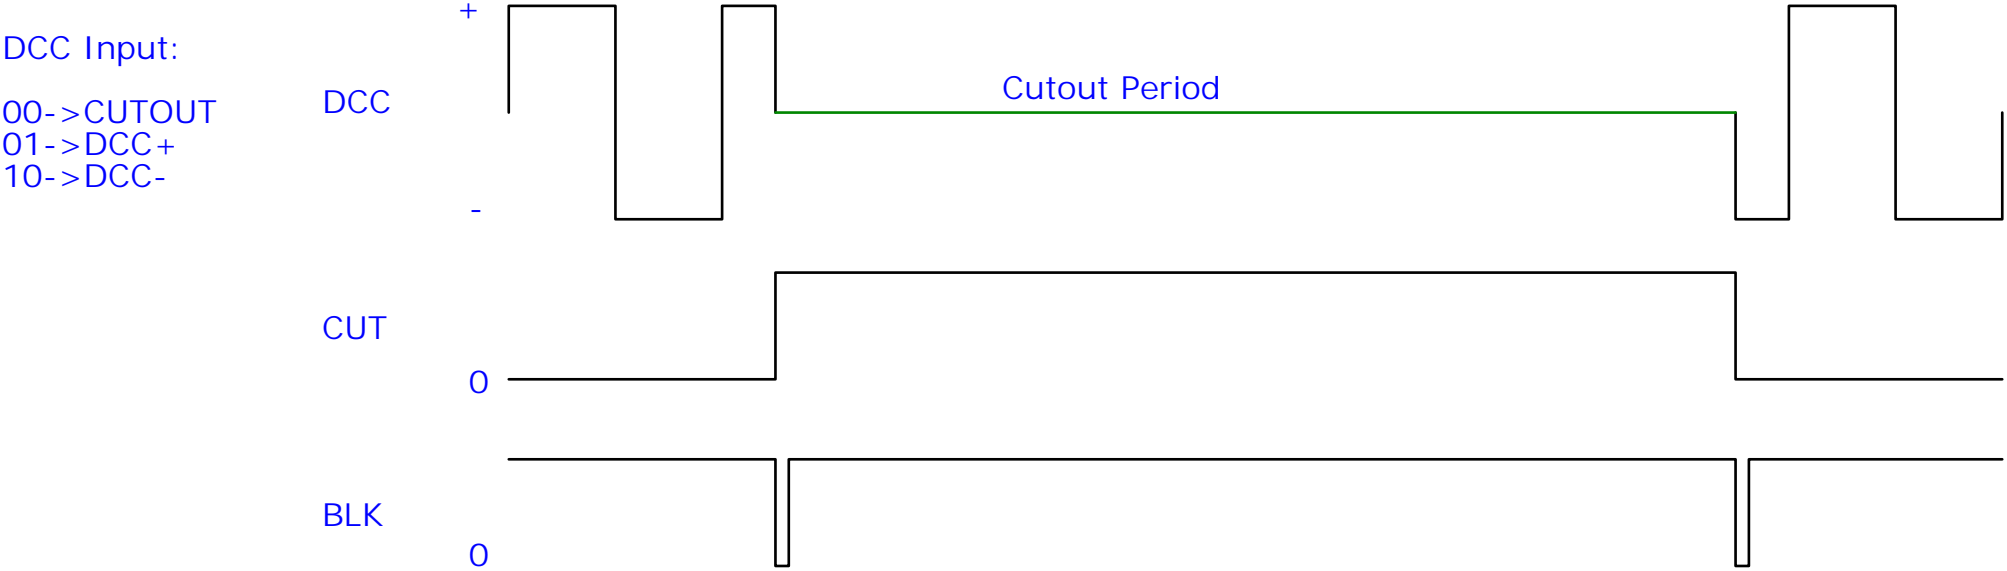 DCC Input:
00->CUTOUT
01->DCC+
10->DCC-
+
DCC
Cutout Period
-
CUT
0
BLK
0